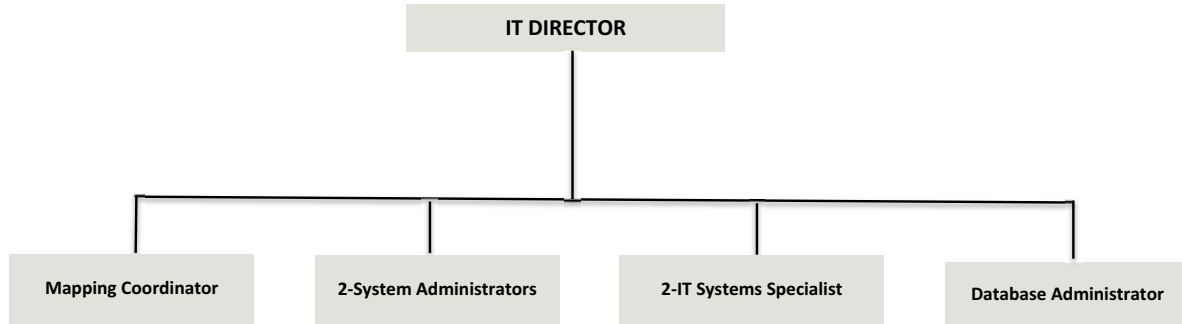 IT DIRECTOR
Mapping Coordinator
2-System Administrators
2-IT Systems Specialist
Database Administrator